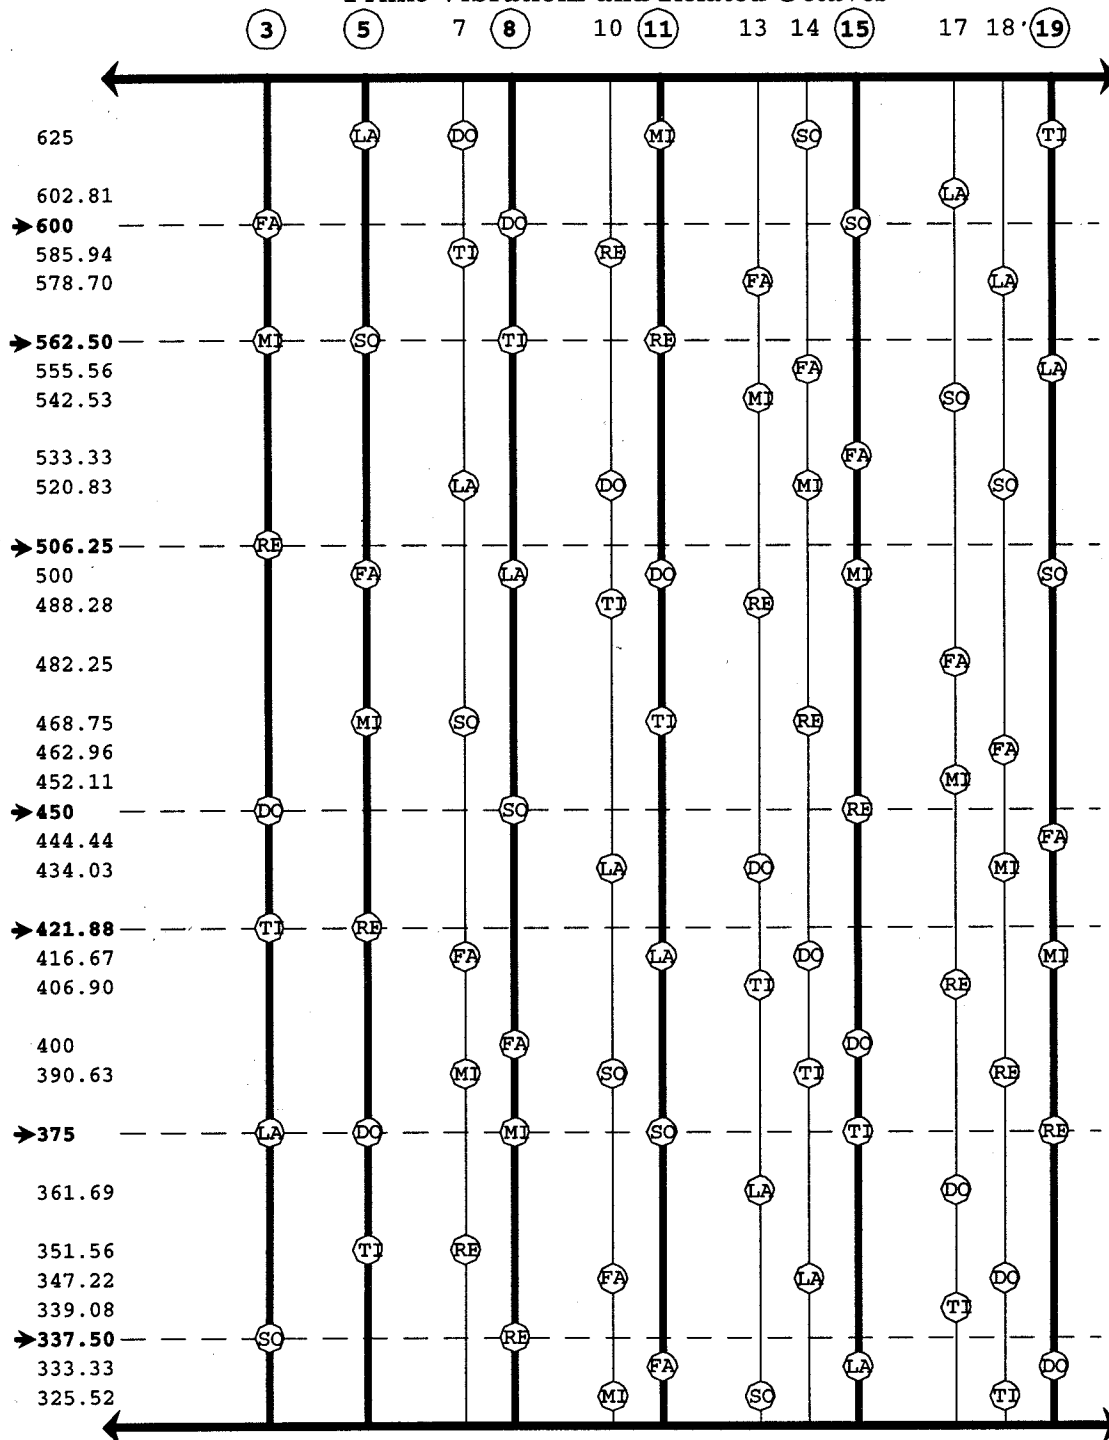 3 5 7 8 10 11 13 14 15 17 18' 19
625 LA DO MI SO TI
602.81 LA
600 FA DO SO
585.94 TI RE
578.70 FA LA
562.50 MI SO TI RE
555.56 FA LA
542.53 MI SO
533.33 FA
520.83 LA DO MI SO
506.25 RE
500 FA LA DO MI SO
488.28 TI RE
482.25 FA
468.75 MI SO TI RE
462.96 FA
452.11 MI
450 DO SO RE
444.44 FA
434.03 LA DO MI
421.88 TI RE
416.67 FA LA DO MI
406.90 TI RE
400 FA DO
390.63 MI SO TI RE
375 LA DO MI SO TI RE
361.69 LA DO
351.56 TI RE
347.22 FA LA DO
339.08 TI
337.50 SO RE
333.33 FA LA DO
325.52 MI SO TI